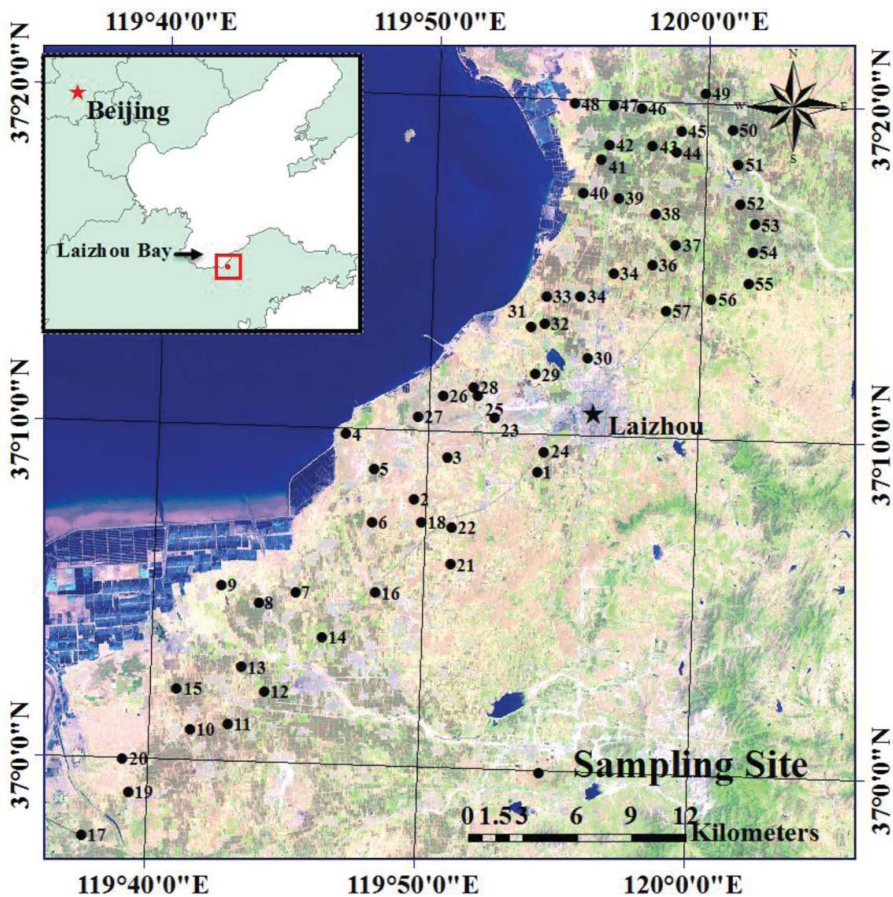 119°40'0"E 119°50'0"E 120°0'0"E
37°20'0"N
37°20'0"N
Beijing
Laizhou Bay
N
W E
S
49
48 47 46
45 50
42 43 44
41 51
40 39 52
38 53
37 54
34 36 55
33 34 56
31 32 57
30
29
28
26 25
27 23
Laizhou
37°10'0"N
37°10'0"N
4
3 24
5 1
2
6 18 22
21
9 7 16
8
14
13
15 12
11
10
37°0'0"N
37°0'0"N
20
Sampling Site
19
0 1.5 3 6 9 12
Kilometers
17
119°40'0"E 119°50'0"E 120°0'0"E